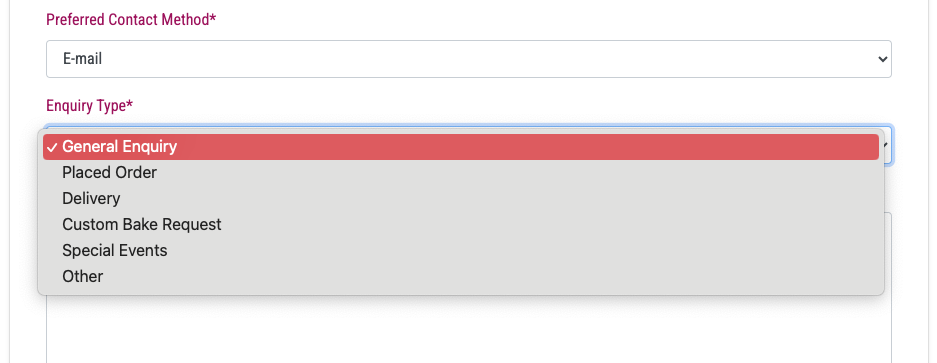 Preferred Contact Method*
E-mail
Enquiry Type*
✓ General Enquiry
Placed Order
Delivery
Custom Bake Request
Special Events
Other